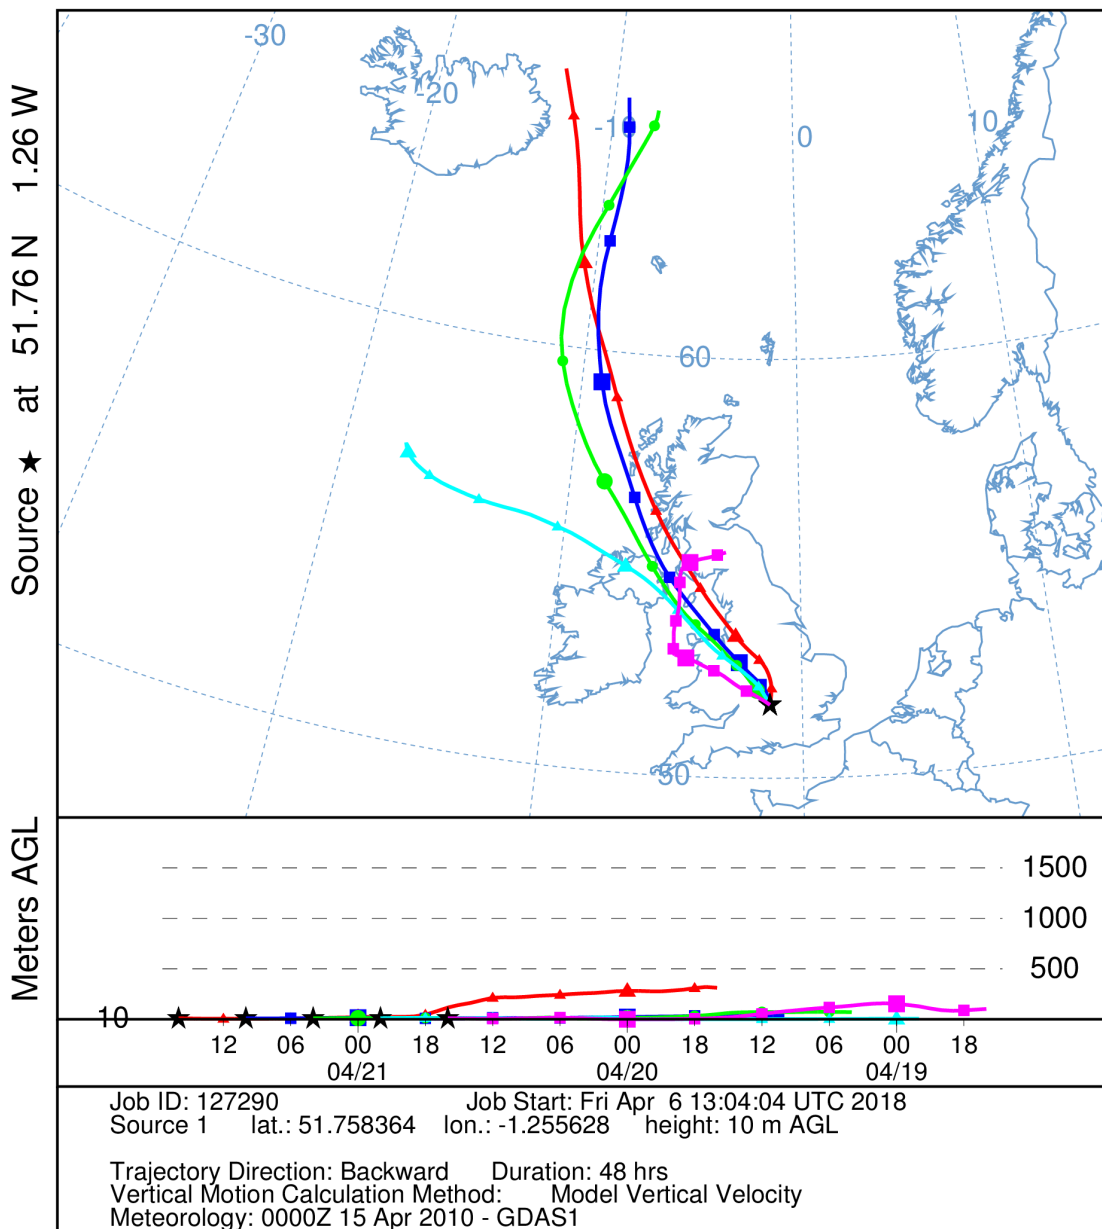 Source ★ at 51.76 N 1.26 W
-30
-20
-10
0
10
60
50
Meters AGL
1500
1000
500
10
12 06 00 18 12 06 00 18 12 06 00 18
04/21 04/20 04/19
Job ID: 127290 Job Start: Fri Apr 6 13:04:04 UTC 2018
Source 1 lat.: 51.758364 lon.: -1.255628 height: 10 m AGL
Trajectory Direction: Backward Duration: 48 hrs
Vertical Motion Calculation Method: Model Vertical Velocity
Meteorology: 0000Z 15 Apr 2010 - GDAS1